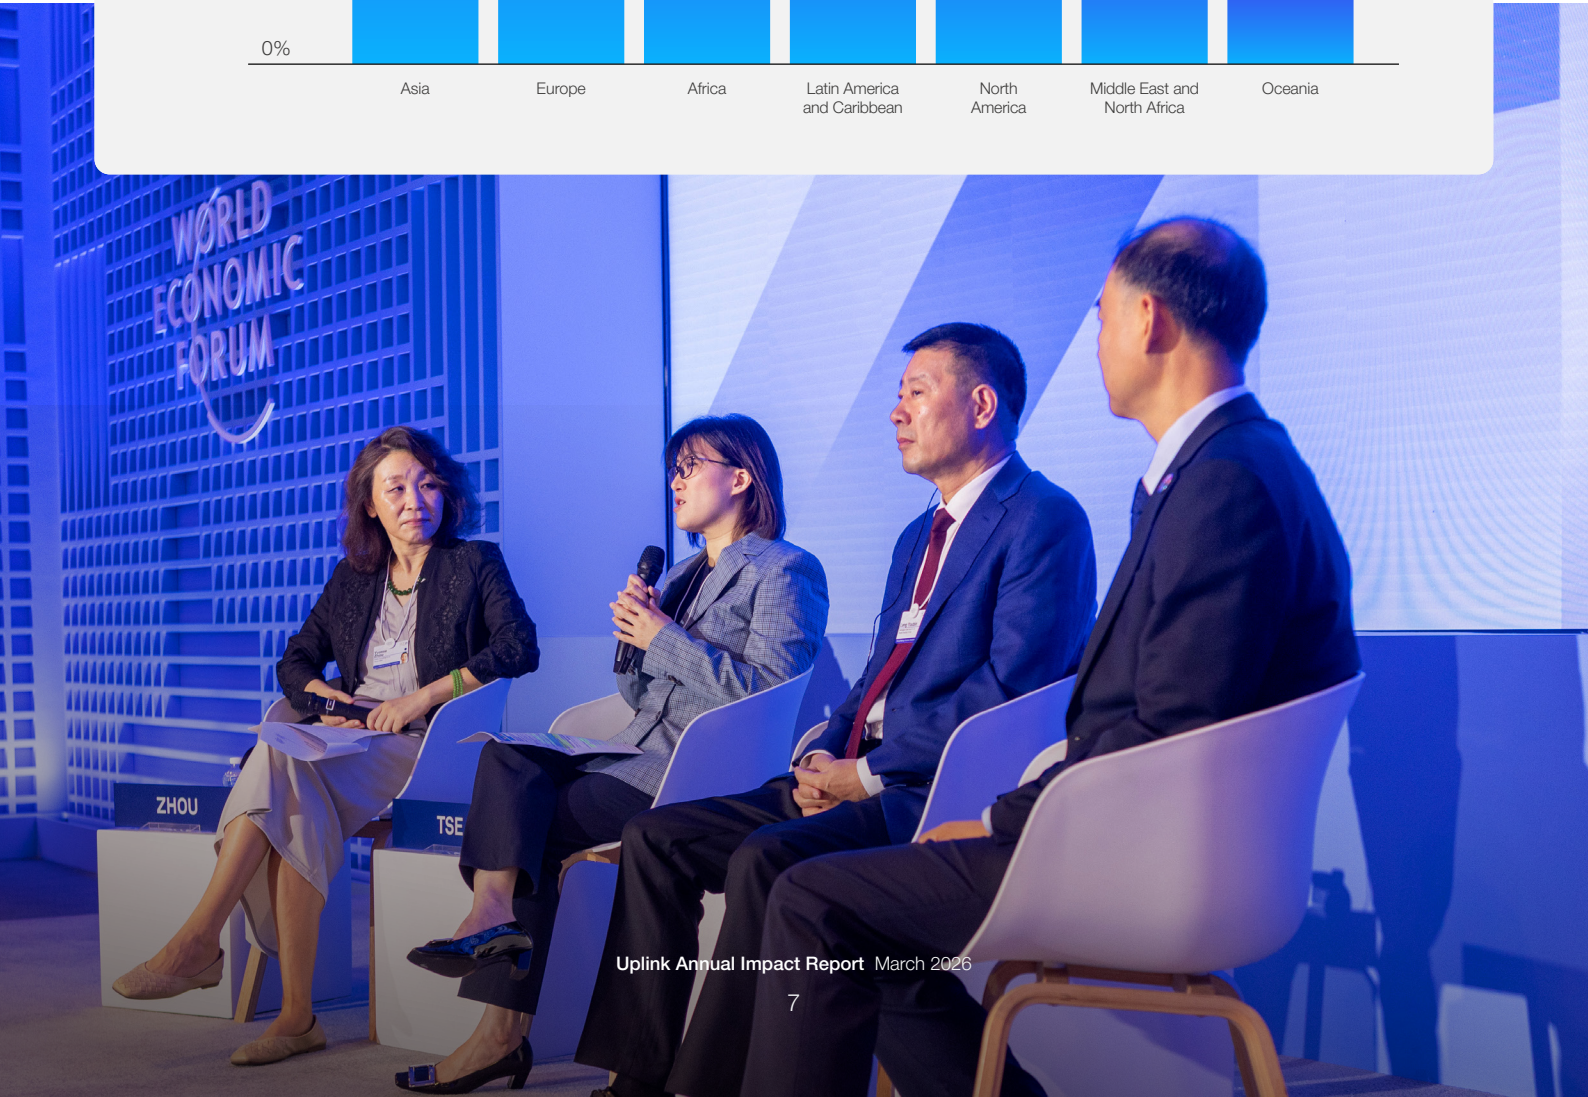 0%
Asia
Europe
Africa
Latin America
and Caribbean
North
America
Middle East and
North Africa
Oceania
WORLD
ECONOMIC
FORUM
ZHOU
TSE
Uplink Annual Impact Report March 2026
7